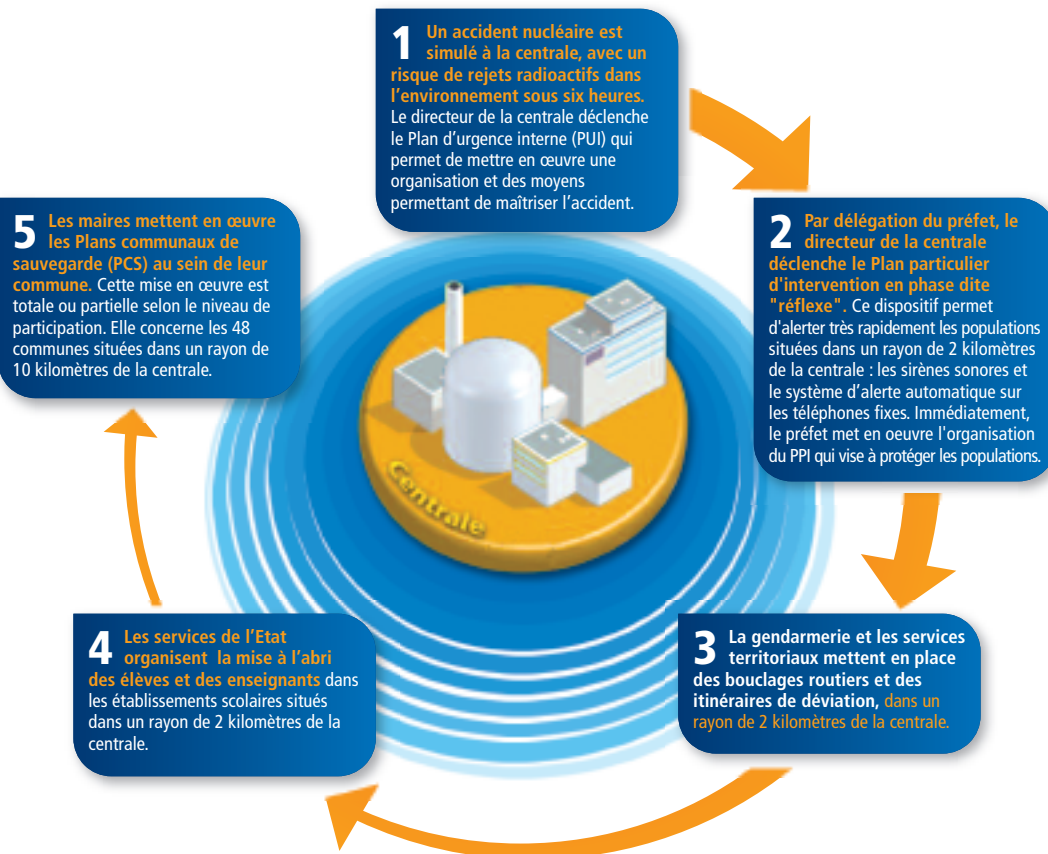 1 Un accident nucléaire est
simulé à la centrale, avec un
risque de rejets radioactifs dans
l'environnement sous six heures.
Le directeur de la centrale déclenche
le Plan d'urgence interne (PUI) qui
permet de mettre en œuvre une
organisation et des moyens
permettant de maîtriser l'accident.
2 Par délégation du préfet, le
directeur de la centrale
déclenche le Plan particulier
d'intervention en phase dite
"réflexe". Ce dispositif permet
d'alerter très rapidement les populations
situées dans un rayon de 2 kilomètres
de la centrale : les sirènes sonores et
le système d'alerte automatique sur
les téléphones fixes. Immédiatement,
le préfet met en oeuvre l'organisation
du PPI qui vise à protéger les populations.
3 La gendarmerie et les services
territoriaux mettent en place
des bouclages routiers et des
itinéraires de déviation, dans un
rayon de 2 kilomètres de la centrale.
4 Les services de l'Etat
organisent la mise à l'abri
des élèves et des enseignants dans
les établissements scolaires situés
dans un rayon de 2 kilomètres de la
centrale.
5 Les maires mettent en œuvre
les Plans communaux de
sauvegarde (PCS) au sein de leur
commune. Cette mise en œuvre est
totale ou partielle selon le niveau de
participation. Elle concerne les 48
communes situées dans un rayon de
10 kilomètres de la centrale.
Centrale